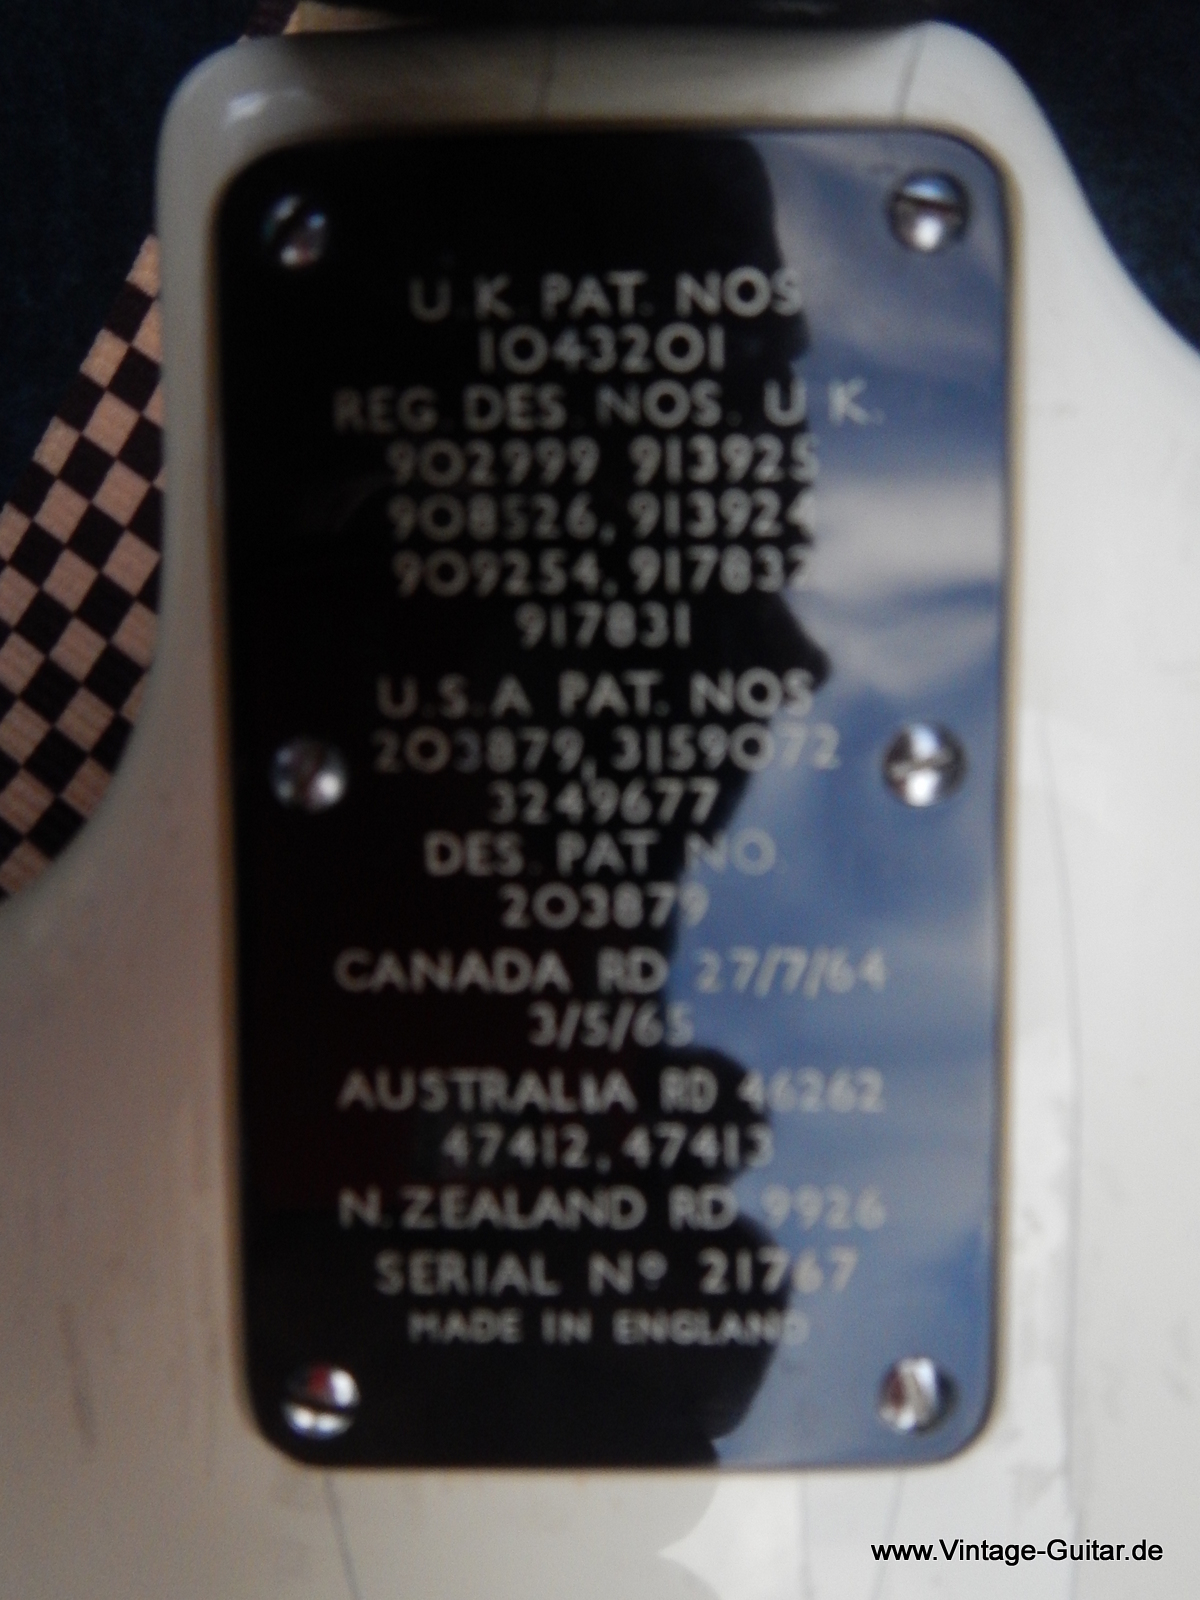 U.K. PAT. NOS
1043201
REG. DES. NOS. U.K.
902999 913925
908526, 913924
909254, 917832
917831
U.S.A PAT. NOS
203879, 3159072
3249677
DES. PAT NO.
203879
CANADA RD 27/7/64
3/5/65
AUSTRALIA RD 46262
47412, 47413
N. ZEALAND RD 9926
SERIAL Nº 21767
MADE IN ENGLAND
www.Vintage-Guitar.de